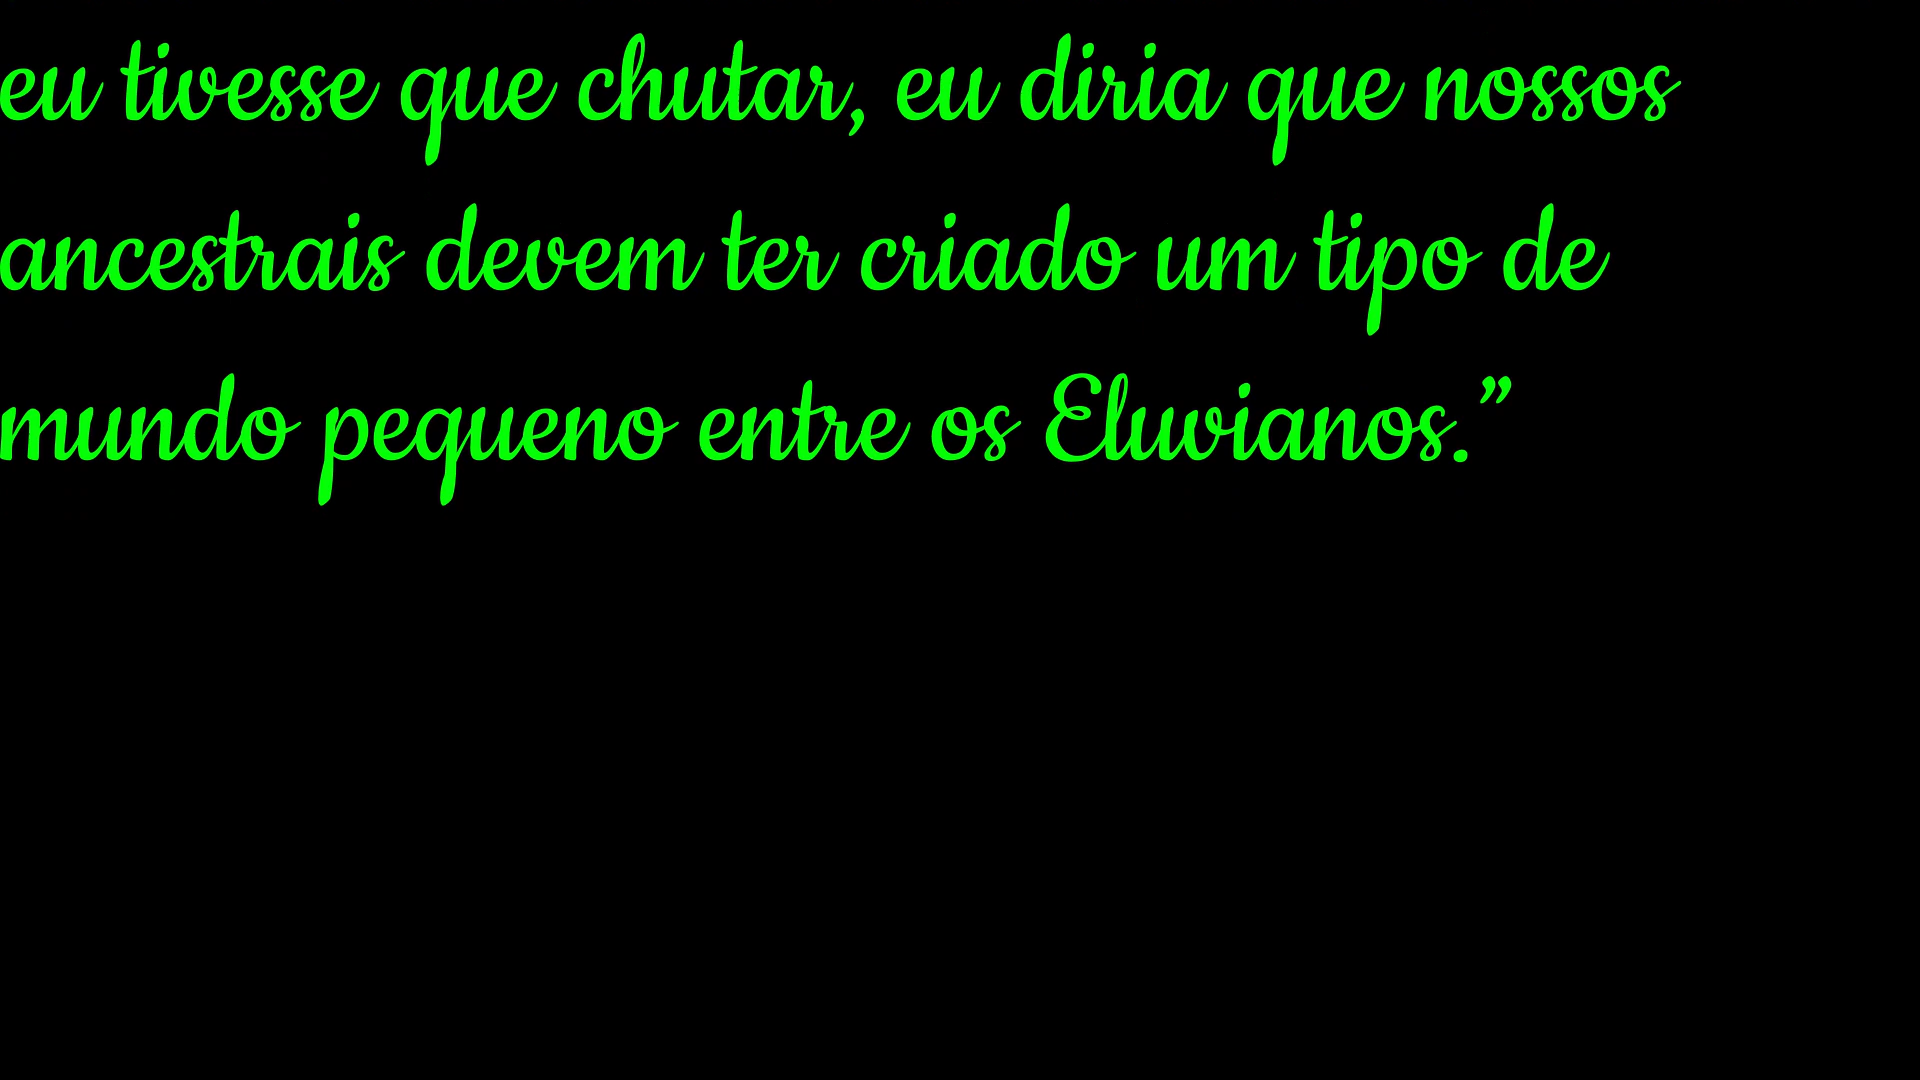 eu tivesse que chutar, eu diria que nossos
ancestrais devem ter criado um tipo de
mundo pequeno entre os Eluvianos.”